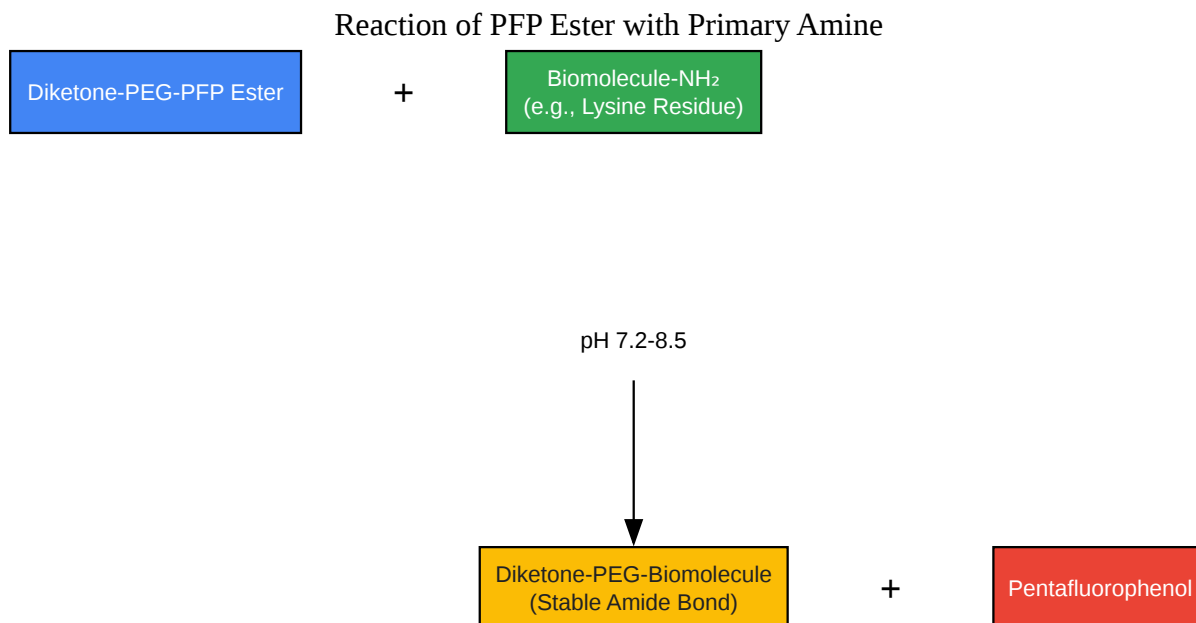 Reaction of PFP Ester with Primary Amine
Diketone-PEG-PFP Ester
+
Biomolecule-NH₂
(e.g., Lysine Residue)
pH 7.2-8.5
Diketone-PEG-Biomolecule
(Stable Amide Bond)
+
Pentafluorophenol